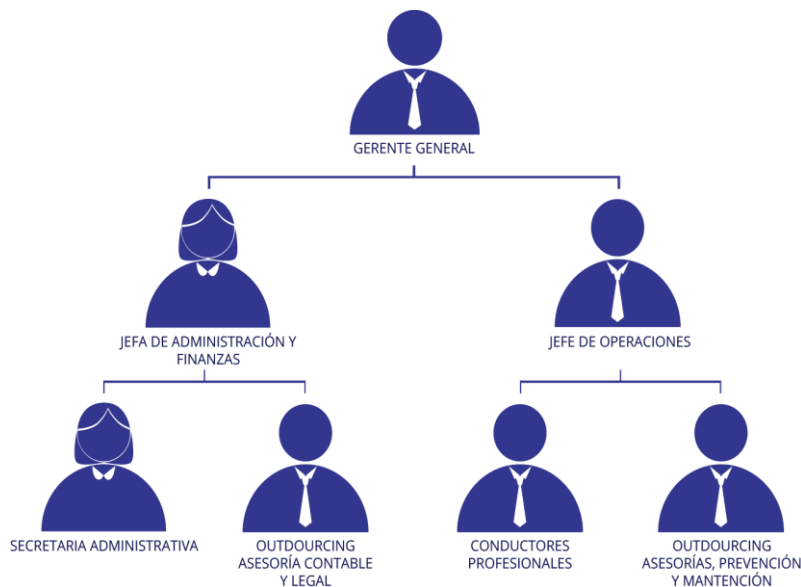 GERENTE GENERAL
JEFA DE ADMINISTRACIÓN Y
FINANZAS
JEFE DE OPERACIONES
SECRETARIA ADMINISTRATIVA
OUTDOURCING
ASESORÍA CONTABLE
Y LEGAL
CONDUCTORES
PROFESIONALES
OUTDOURCING
ASESORÍAS, PREVENCIÓN
Y MANTENCIÓN